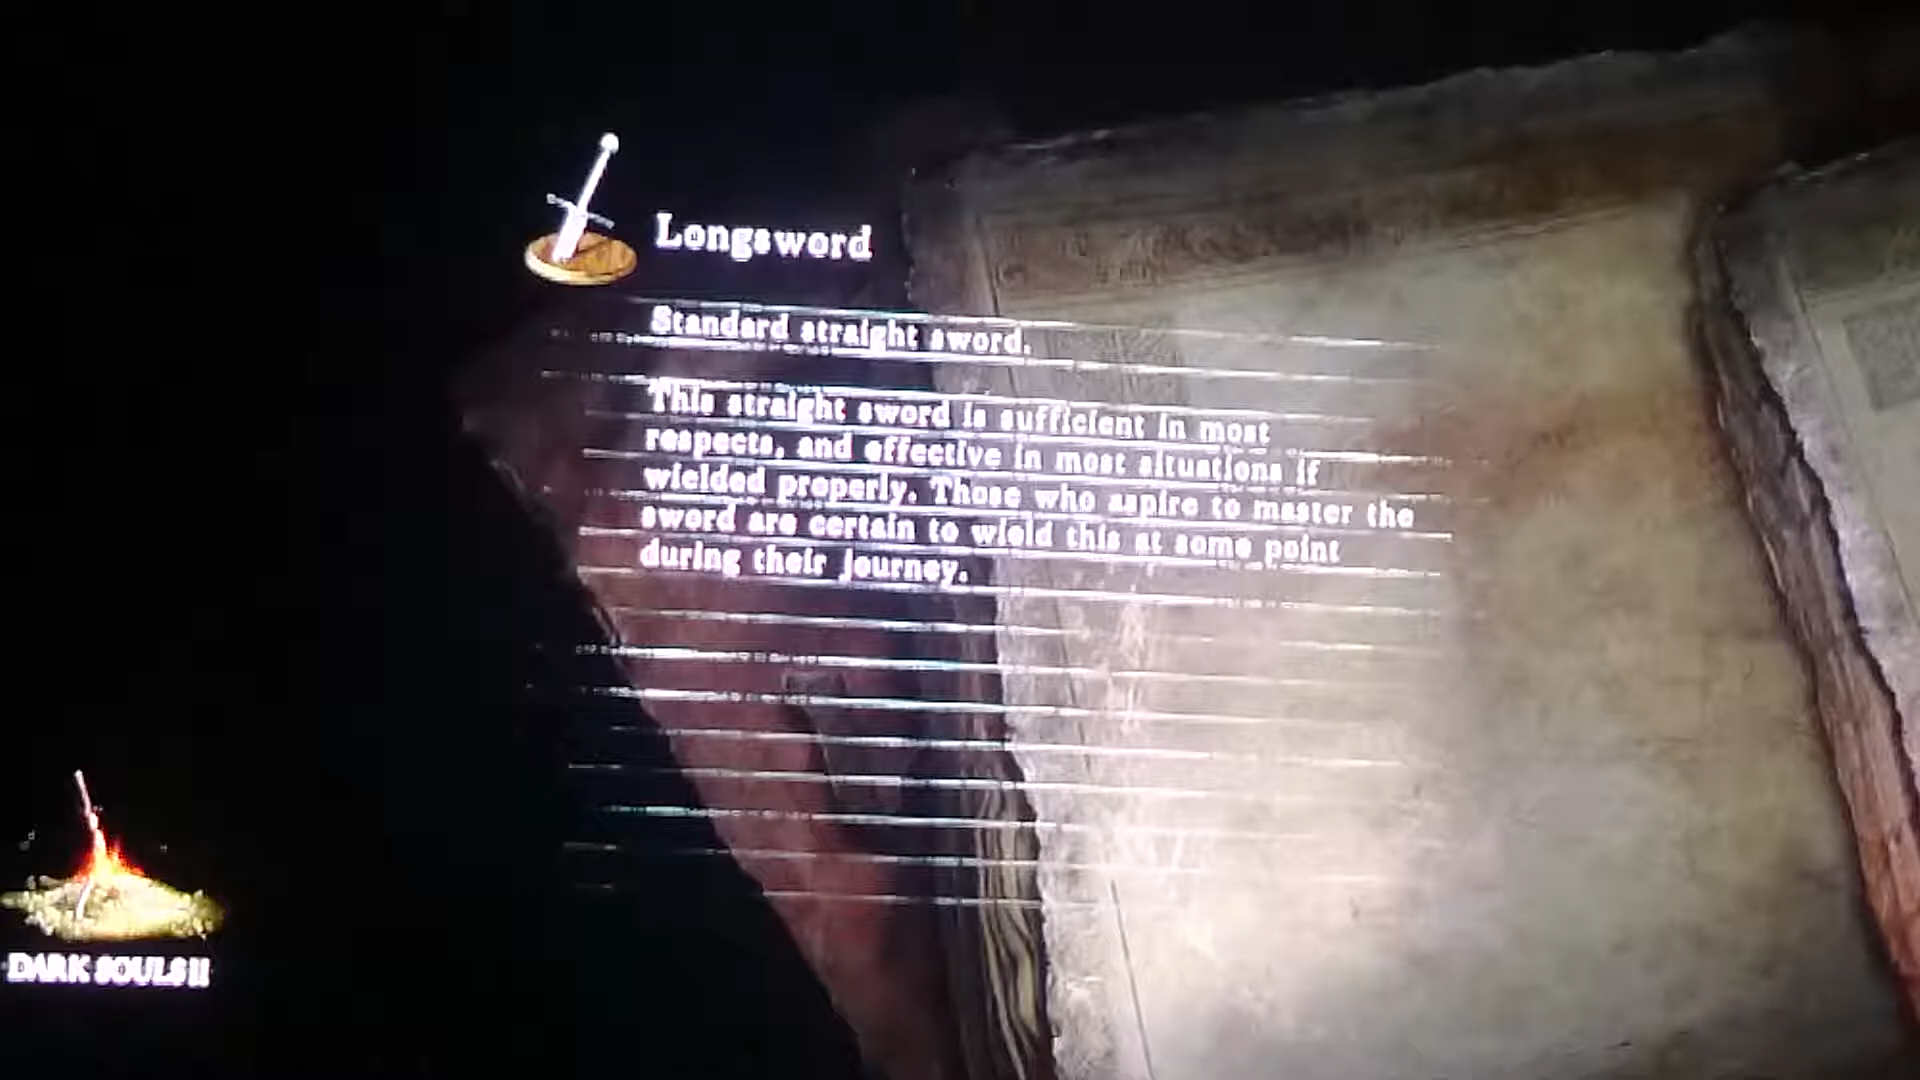 Longsword
Standard straight sword.
This straight sword is sufficient in most
respects, and effective in most situations if
wielded properly. Those who aspire to master the
sword are certain to wield this at some point
during their journey.
DARK SOULS II